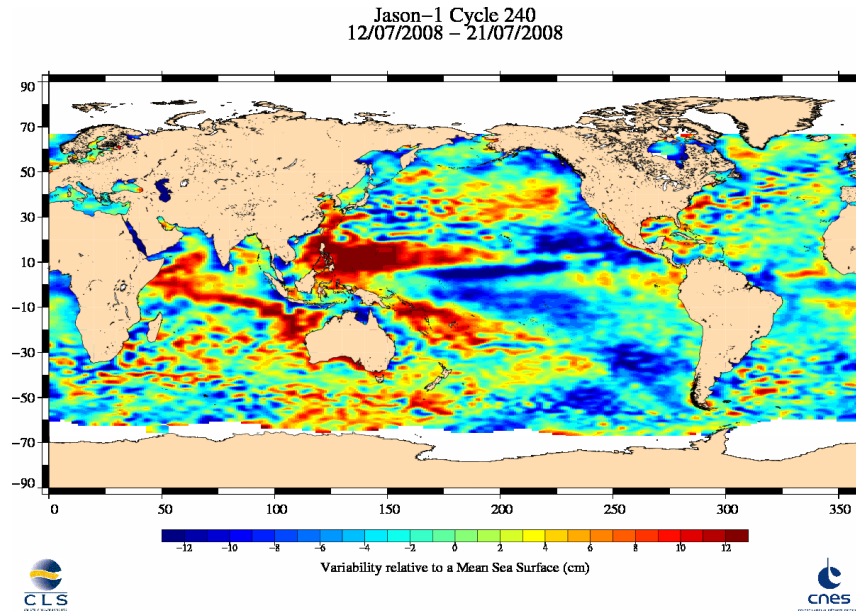 Jason-1 Cycle 240
12/07/2008 - 21/07/2008
90
70
50
30
10
-10
-30
-50
-70
-90
0 50 100 150 200 250 300 350
-12 -10 -8 -6 -4 -2 0 2 4 6 8 10 12
Variability relative to a Mean Sea Surface (cm)
CLS
cnes